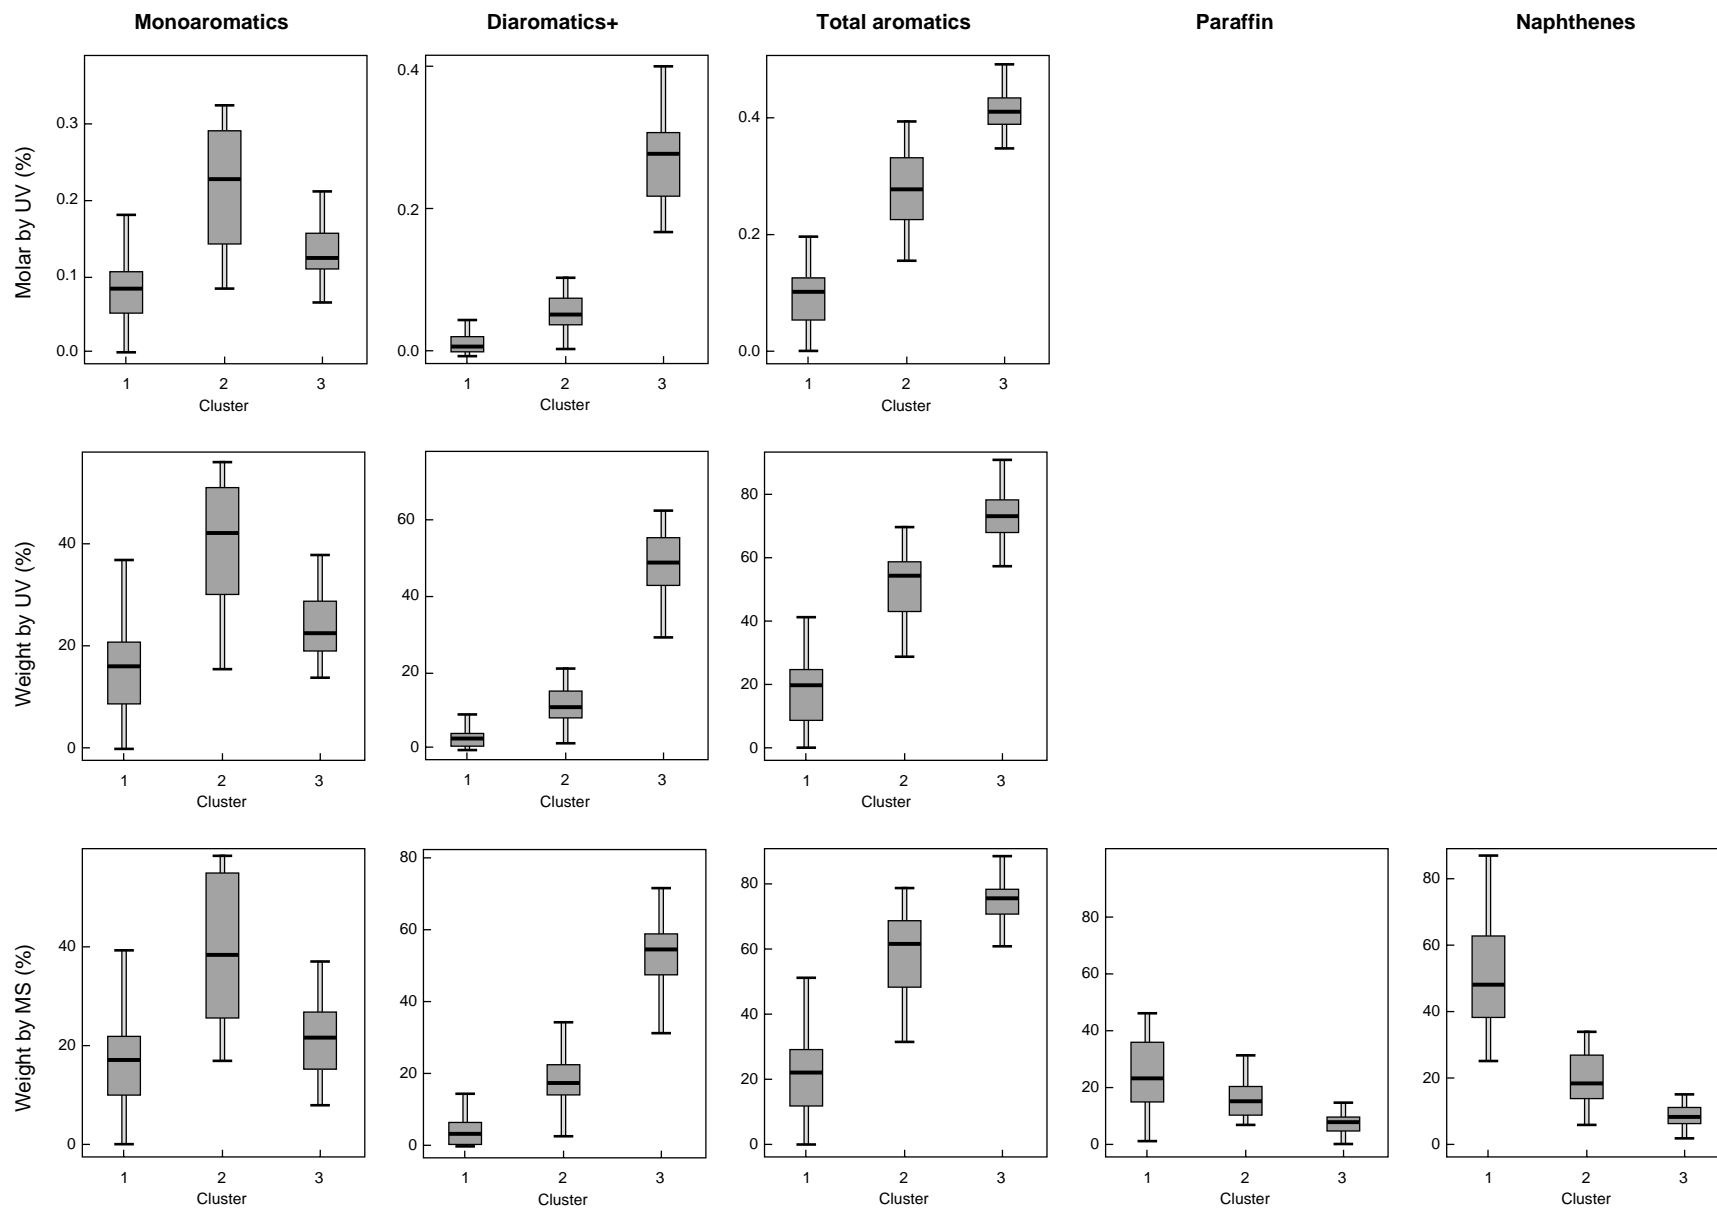 Monoaromatics Diaromatics+ Total aromatics Paraffin Naphthenes
Molar by UV (%)
0.3
0.2
0.1
0.0
1 2 3
Cluster
0.4
0.2
0.0
1 2 3
Cluster
0.4
0.2
0.0
1 2 3
Cluster
Weight by UV (%)
40
20
0
1 2 3
Cluster
60
40
20
0
1 2 3
Cluster
80
60
40
20
0
1 2 3
Cluster
Weight by MS (%)
40
20
0
1 2 3
Cluster
80
60
40
20
0
1 2 3
Cluster
80
60
40
20
0
1 2 3
Cluster
80
60
40
20
0
1 2 3
Cluster
80
60
40
20
0
1 2 3
Cluster